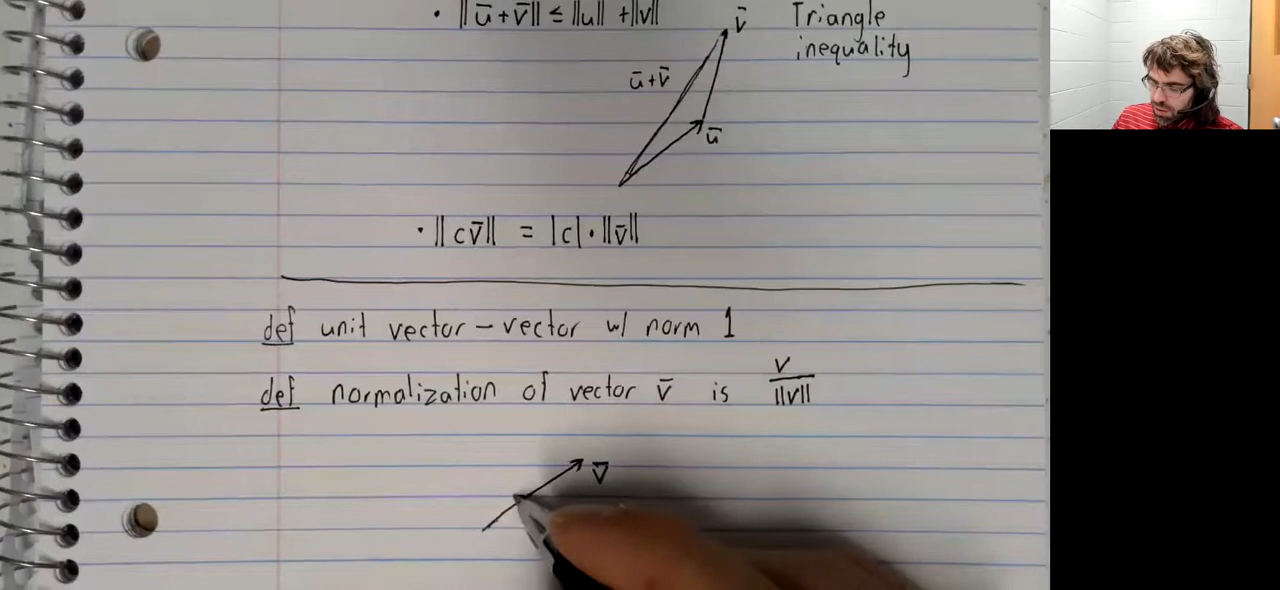 · ‖ū+v̄‖ ≤ ‖u‖ +‖v‖
v̄
Triangle
inequality
ū+v̄
ū
· ‖cv̄‖ = |c|·‖v̄‖
def unit vector – vector w/ norm 1
def normalization of vector v̄ is v/‖v‖
v̄